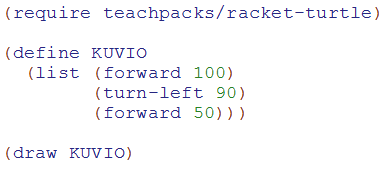 (require teachpacks/racket-turtle)
(define KUVIO
(list (forward 100)
(turn-left 90)
(forward 50)))
(draw KUVIO)